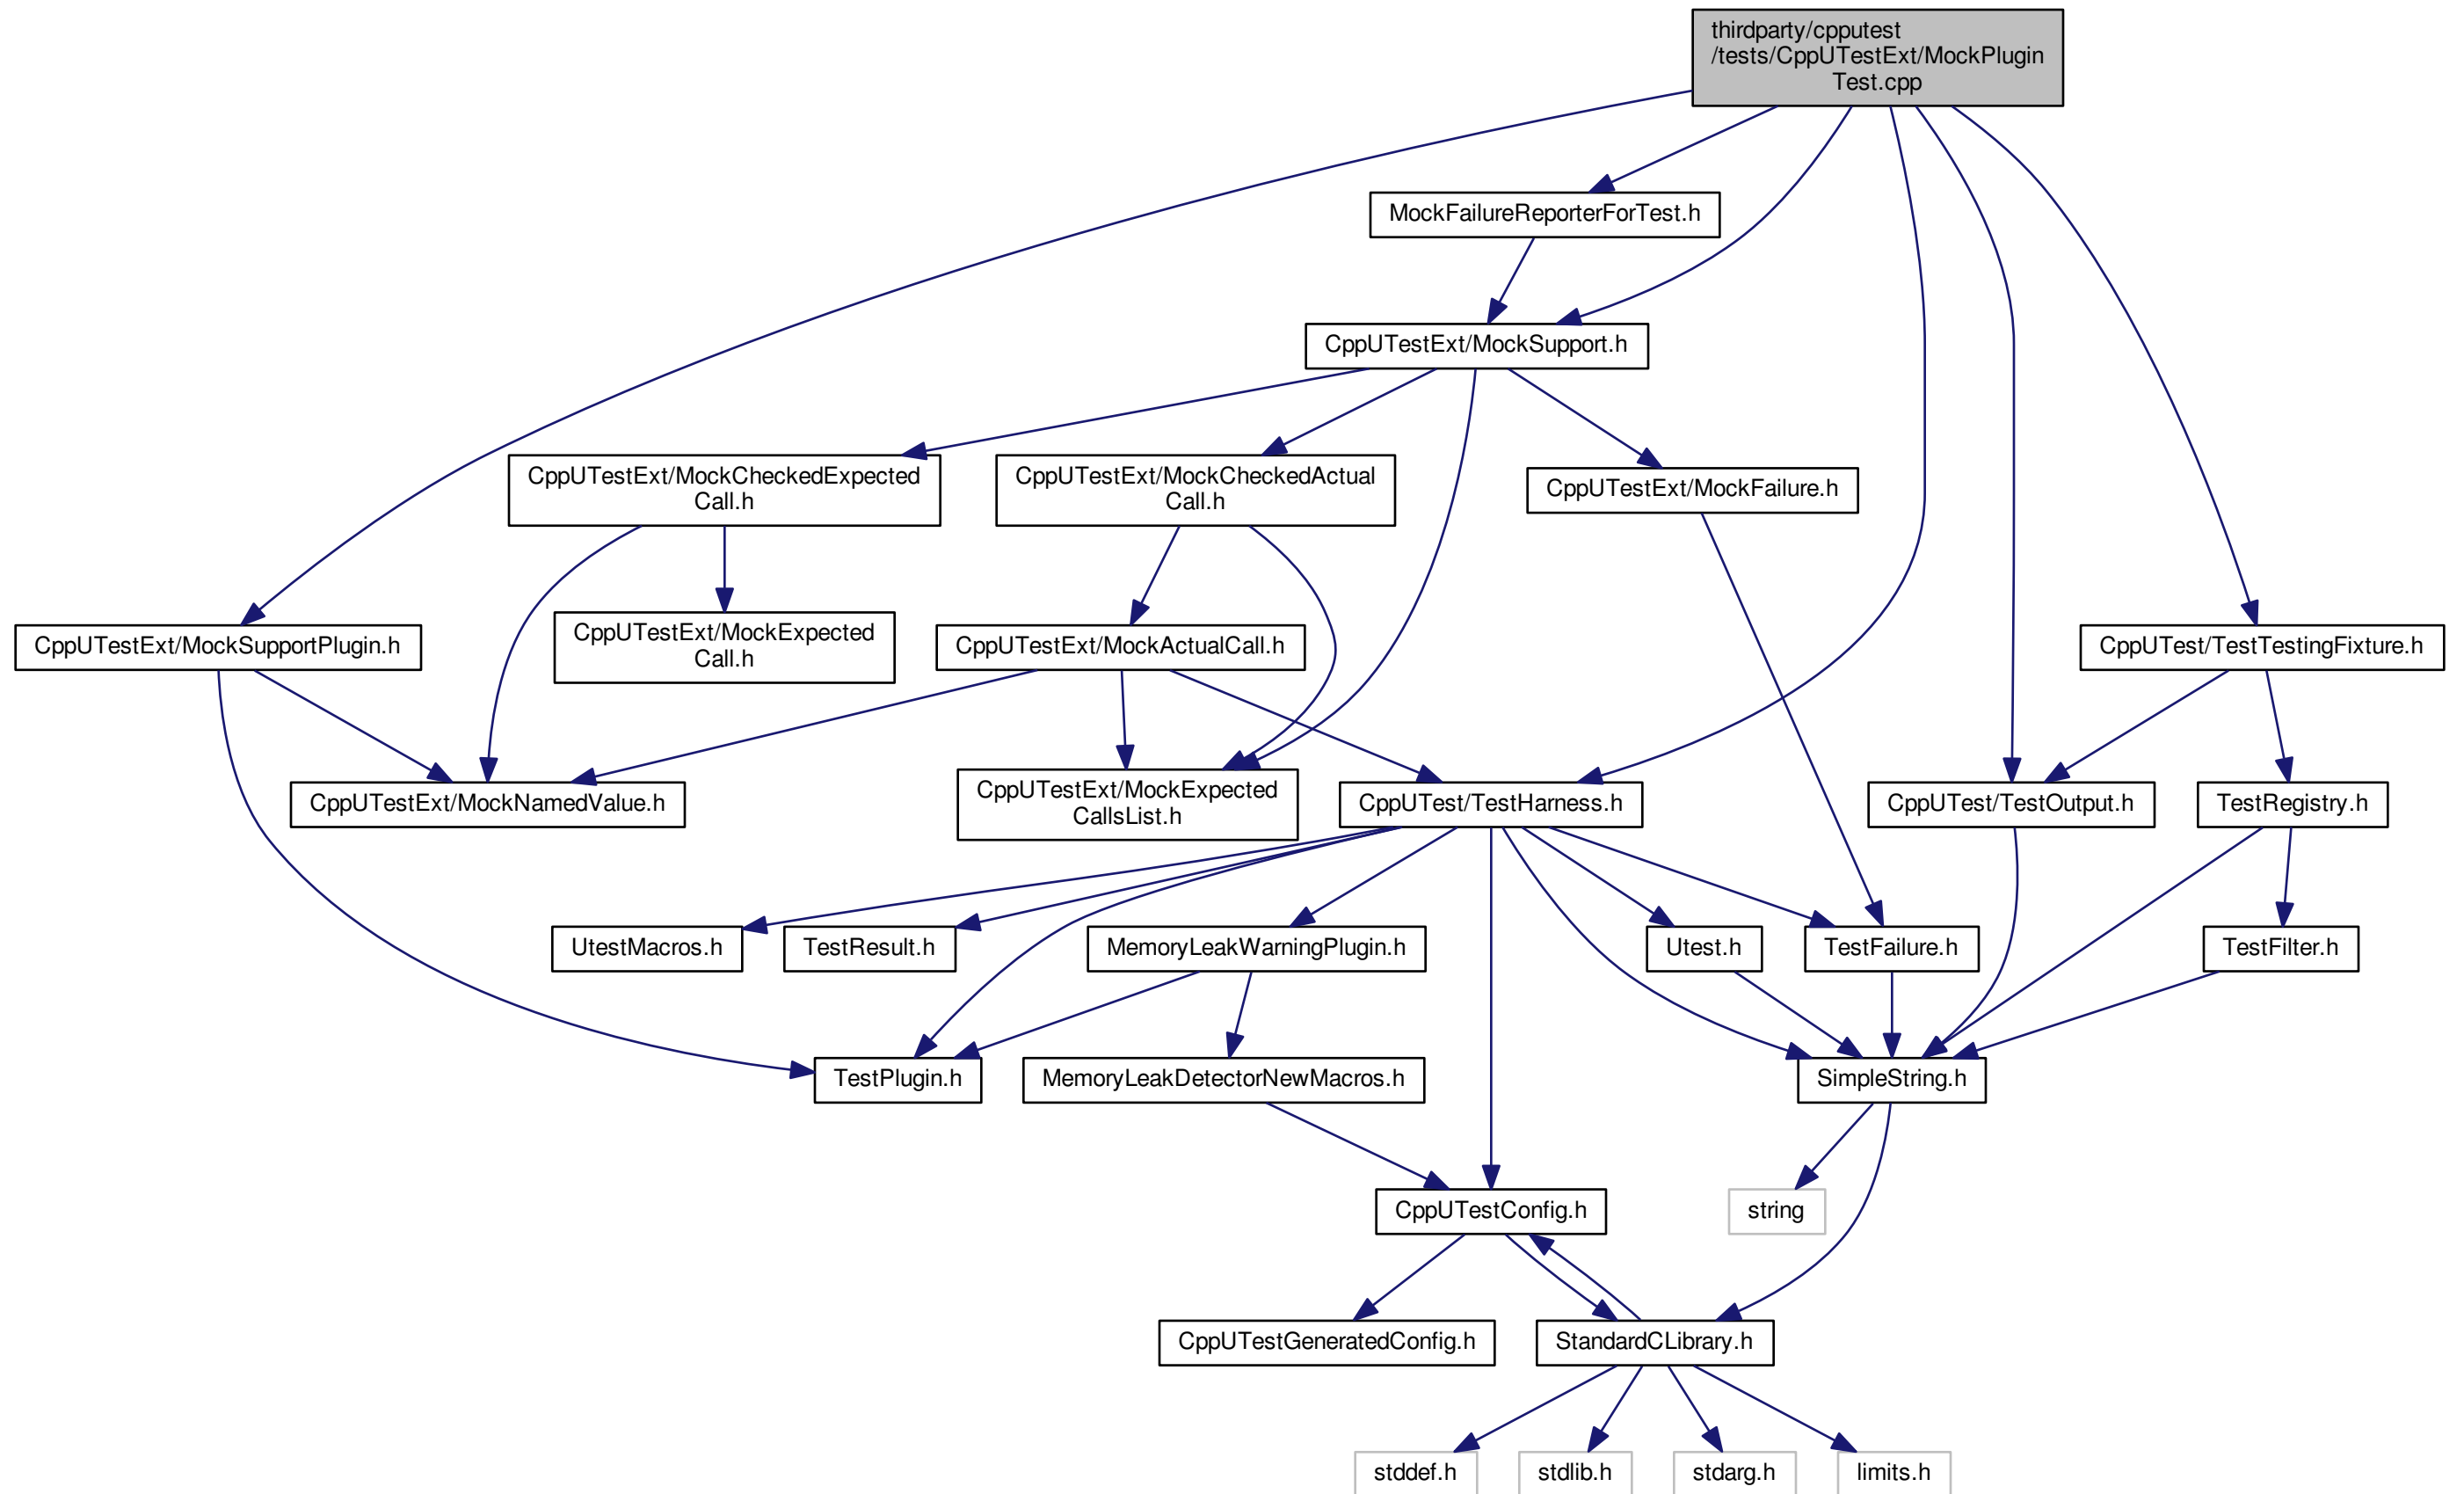 thirdparty/cpputest
/tests/CppUTestExt/MockPlugin
Test.cpp
MockFailureReporterForTest.h
CppUTestExt/MockSupport.h
CppUTestExt/MockCheckedExpected
Call.h
CppUTestExt/MockCheckedActual
Call.h
CppUTestExt/MockFailure.h
CppUTestExt/MockSupportPlugin.h
CppUTestExt/MockExpected
Call.h
CppUTestExt/MockActualCall.h
CppUTest/TestTestingFixture.h
CppUTestExt/MockNamedValue.h
CppUTestExt/MockExpected
CallsList.h
CppUTest/TestHarness.h
CppUTest/TestOutput.h
TestRegistry.h
UtestMacros.h
TestResult.h
MemoryLeakWarningPlugin.h
Utest.h
TestFailure.h
TestFilter.h
TestPlugin.h
MemoryLeakDetectorNewMacros.h
SimpleString.h
CppUTestConfig.h
string
CppUTestGeneratedConfig.h
StandardCLibrary.h
stddef.h
stdlib.h
stdarg.h
limits.h